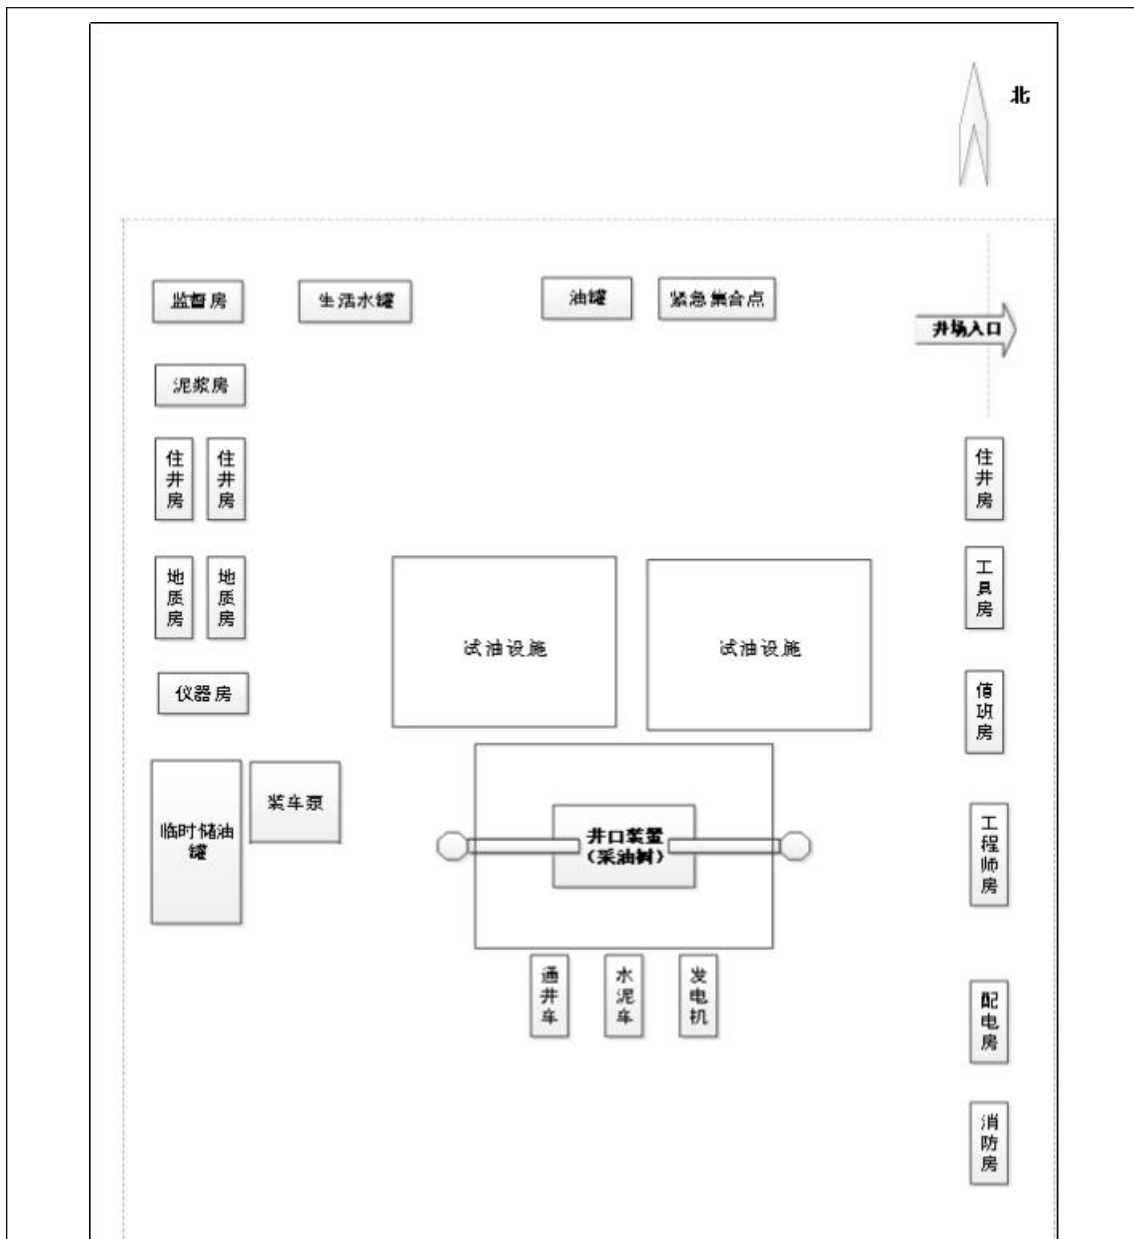 北
监督房
生活水罐
油罐
紧急集合点
井场入口
泥浆房
住井房
住井房
住井房
地质房
地质房
工具房
试油设施
试油设施
仪器房
值班房
临时储油
罐
装车泵
井口装置
（采油树）
工程师房
通井车
水泥车
发电机
配电房
消防房